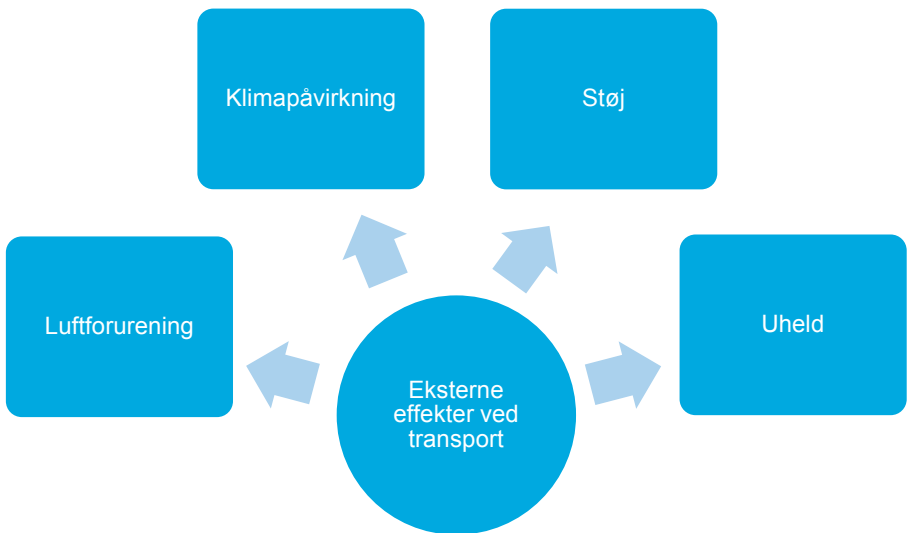 Klimapåvirkning
Støj
Luftforurening
Uheld
Eksterne
effekter ved
transport